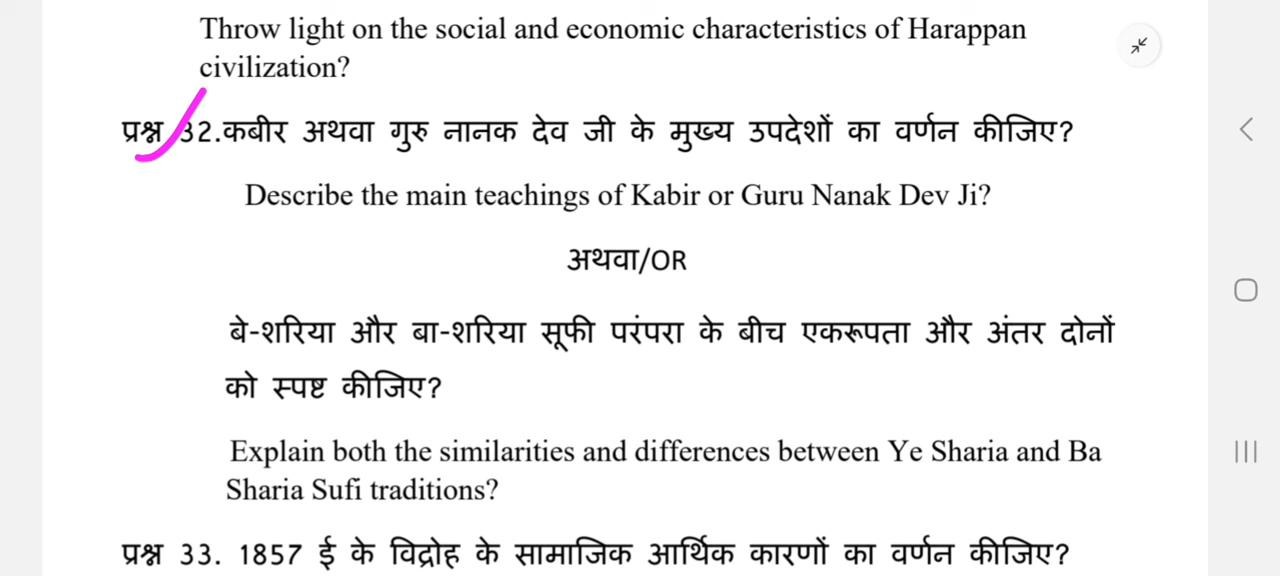 Throw light on the social and economic characteristics of Harappan
civilization?
प्रश्न 32.कबीर अथवा गुरु नानक देव जी के मुख्य उपदेशों का वर्णन कीजिए?
Describe the main teachings of Kabir or Guru Nanak Dev Ji?
अथवा/OR
बे-शरिया और बा-शरिया सूफी परंपरा के बीच एकरूपता और अंतर दोनों
को स्पष्ट कीजिए?
Explain both the similarities and differences between Ye Sharia and Ba
Sharia Sufi traditions?
प्रश्न 33. 1857 ई के विद्रोह के सामाजिक आर्थिक कारणों का वर्णन कीजिए?